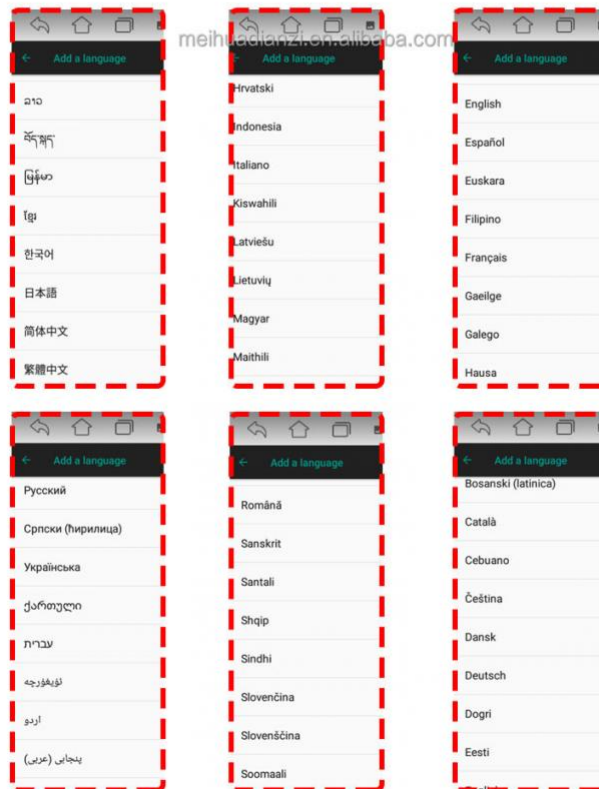 meihuadianzi.en.alibaba.com
Add a language
ລາວ
བོད་སྐད་
မြန်မာ
ខ្មែរ
한국어
日本語
简体中文
繁體中文
Add a language
Hrvatski
Indonesia
Italiano
Kiswahili
Latviešu
Lietuvių
Magyar
Maithili
Add a language
English
Español
Euskara
Filipino
Français
Gaeilge
Galego
Hausa
Add a language
Русский
Српски (ћирилица)
Українська
ქართული
עברית
ئۇيغۇرچە
اردو
پنجابی (عربی)
Add a language
Română
Sanskrit
Santali
Shqip
Sindhi
Slovenčina
Slovenščina
Soomaali
Add a language
Bosanski (latinica)
Català
Cebuano
Čeština
Dansk
Deutsch
Dogri
Eesti